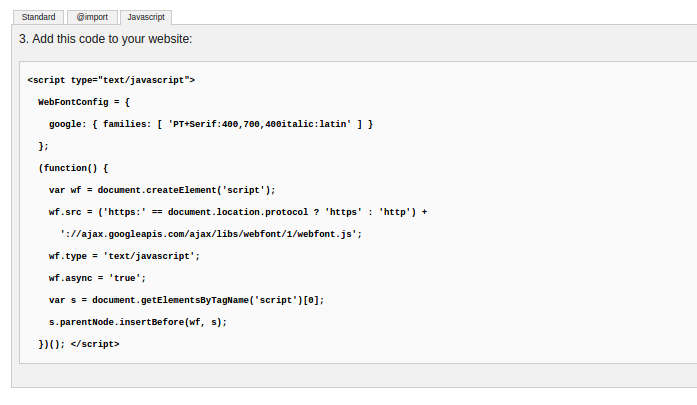 Standard @import Javascript
3. Add this code to your website:
<script type="text/javascript">
WebFontConfig = {
google: { families: [ 'PT+Serif:400,700,400italic:latin' ] }
};
(function() {
var wf = document.createElement('script');
wf.src = ('https:' == document.location.protocol ? 'https' : 'http') +
'://ajax.googleapis.com/ajax/libs/webfont/1/webfont.js';
wf.type = 'text/javascript';
wf.async = 'true';
var s = document.getElementsByTagName('script')[0];
s.parentNode.insertBefore(wf, s);
})(); </script>